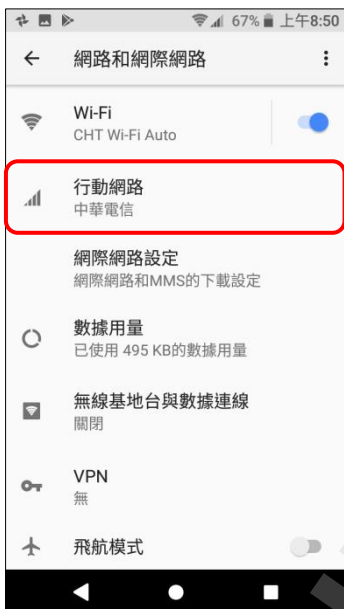 67% 上午8:50
網路和網際網路
Wi-Fi
CHT Wi-Fi Auto
行動網路
中華電信
網際網路設定
網際網路和MMS的下載設定
數據用量
已使用 495 KB的數據用量
無線基地台與數據連線
關閉
VPN
無
飛航模式